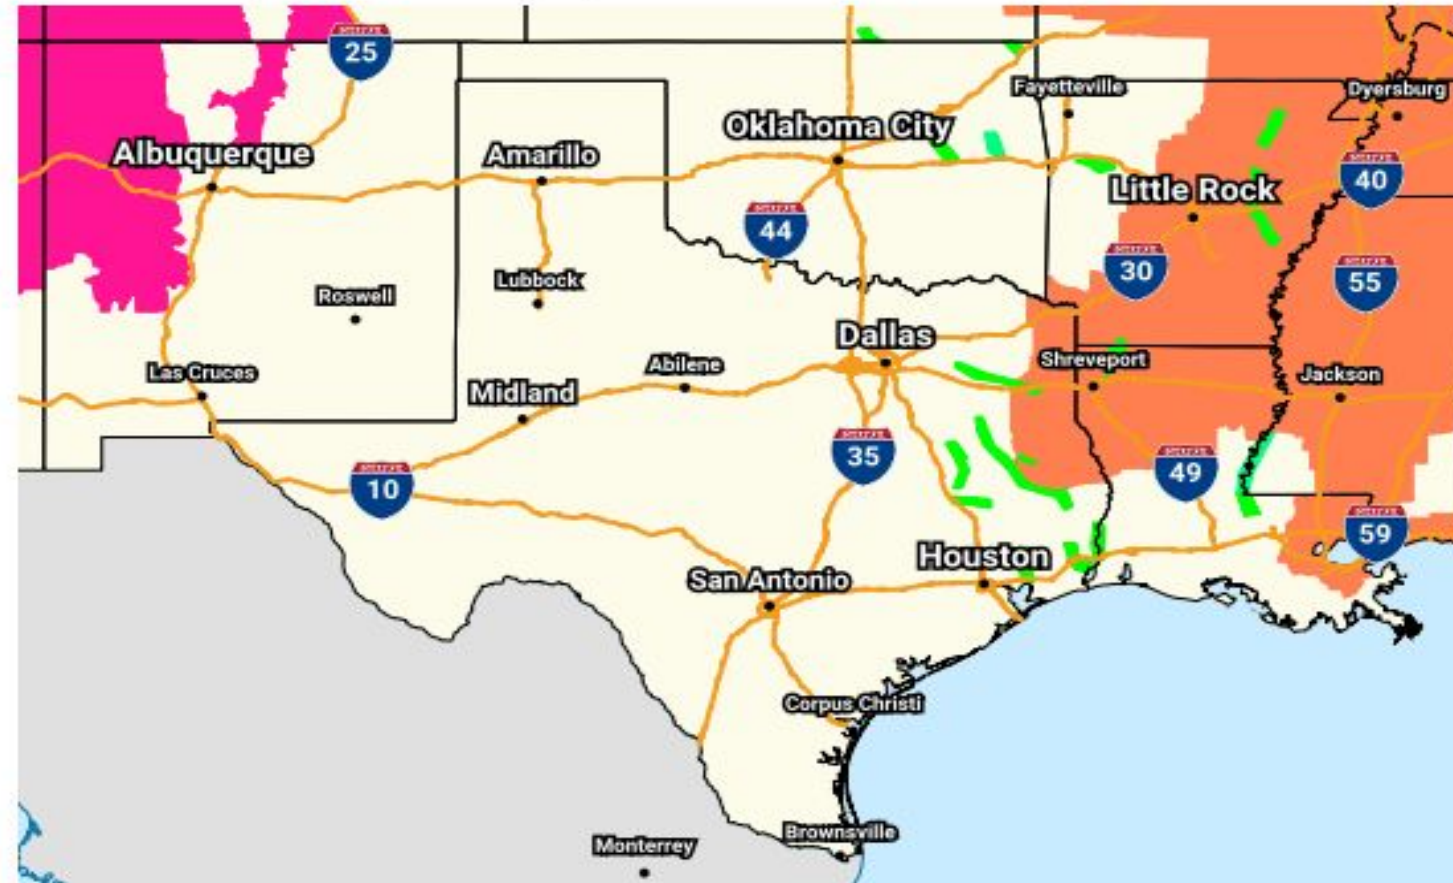 25
Dyersburg
Fayetteville
Oklahoma City
Albuquerque
Amarillo
40
Little Rock
44
30
55
Lubbock
Roswell
Dallas
Shreveport
Abilene
Las Cruces
Jackson
Midland
35
49
10
59
Houston
San Antonio
Corpus Christi
Brownsville
Monterrey